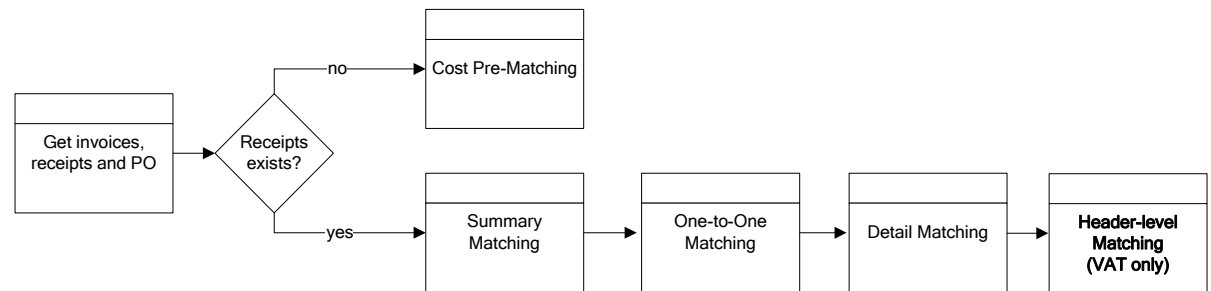 no
Cost Pre-Matching
Get invoices,
receipts and PO
Receipts
exists?
yes
Summary
Matching
One-to-One
Matching
Detail Matching
Header-level
Matching
(VAT only)